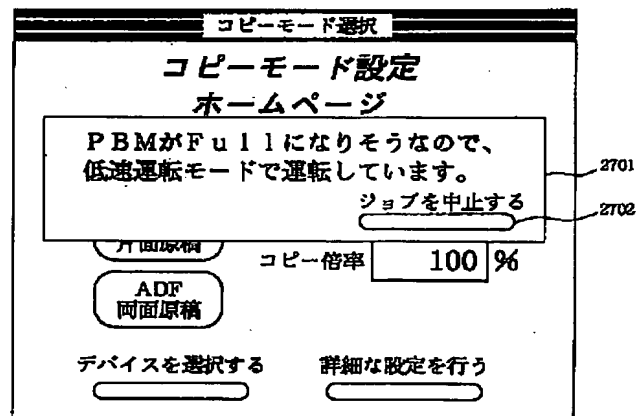 コピーモード選択
コピーモード設定
ホームページ
PBMがFullになりそうなので、
低速運転モードで運転しています。
ジョブを中止する
2701
2702
片面原稿
コピー倍率 100 %
ADF
両面原稿
デバイスを選択する 詳細な設定を行う